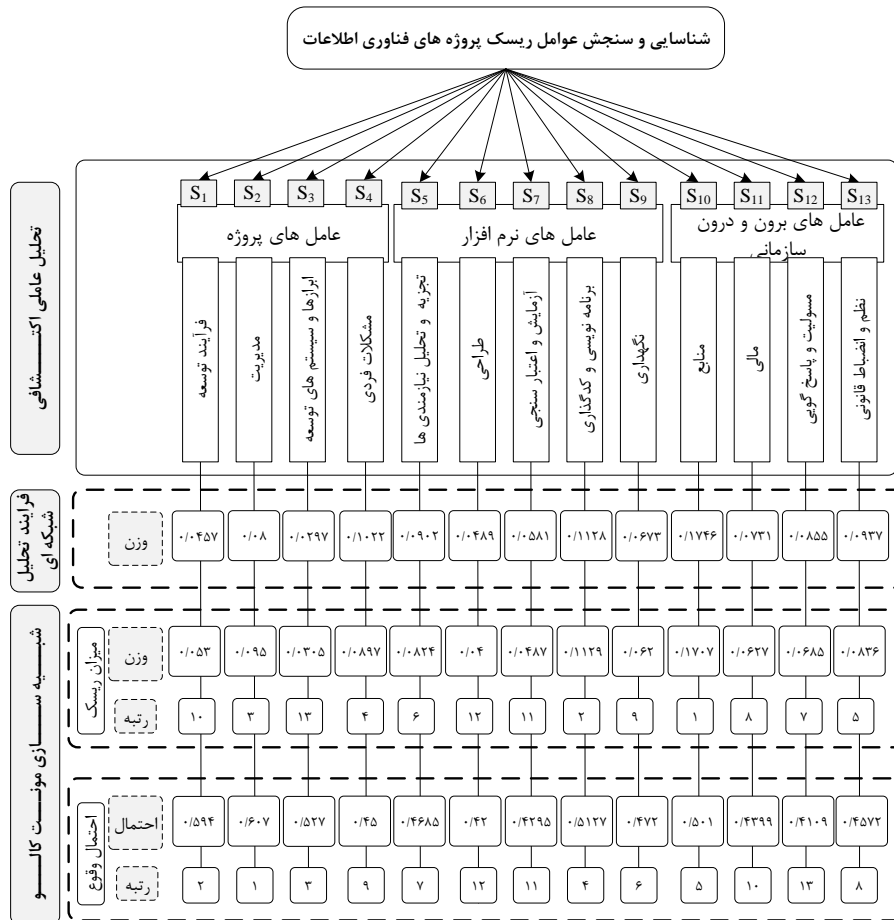 شناسایی و سنجش عوامل ریسک پروژه های فناوری اطلاعات
S1 S2 S3 S4 S5 S6 S7 S8 S9 S10 S11 S12 S13
عامل های پروژه
عامل های نرم افزار
عامل های برون و درون
سازمانی
تحلیل عاملی اکتـــــــشافی
فرآیند توسعه
مدیریت
ابرازها و سیستم های توسعه
مشکلات فردی
تجزیه و تحلیل نیازمندی ها
طراحی
آزمایش و اعتبار سنجی
برنامه نویسی و کدگذاری
نگهداری
منابع
مالی
مسولیت و پاسخ گویی
نظم و انضباط قانونی
فرایند تحلیل
شبکه ای
وزن ۰/۰۴۵۷ ۰/۰۸ ۰/۰۲۹۷ ۰/۱۰۲۲ ۰/۰۹۰۲ ۰/۰۴۸۹ ۰/۰۵۸۱ ۰/۱۱۲۸ ۰/۰۶۷۳ ۰/۱۷۴۶ ۰/۰۷۳۱ ۰/۰۸۵۵ ۰/۰۹۳۷
شبـــیه ســـازی مونــت کالـــو
میزان ریسک
وزن ۰/۰۵۳ ۰/۰۹۵ ۰/۰۳۰۵ ۰/۰۸۹۷ ۰/۰۸۲۴ ۰/۰۴ ۰/۰۴۸۷ ۰/۱۱۲۹ ۰/۰۶۲ ۰/۱۷۰۷ ۰/۰۶۲۷ ۰/۰۶۸۵ ۰/۰۸۳۶
رتبه ۱۰ ۳ ۱۳ ۴ ۶ ۱۲ ۱۱ ۲ ۹ ۱ ۸ ۷ ۵
احتمال وقوع
احتمال ۰/۵۹۴ ۰/۶۰۷ ۰/۵۲۷ ۰/۴۵ ۰/۴۶۸۵ ۰/۴۲ ۰/۴۲۹۵ ۰/۵۱۲۷ ۰/۴۷۲ ۰/۵۰۱ ۰/۴۳۹۹ ۰/۴۱۰۹ ۰/۴۵۷۲
رتبه ۲ ۱ ۳ ۹ ۷ ۱۲ ۱۱ ۴ ۶ ۵ ۱۰ ۱۳ ۸